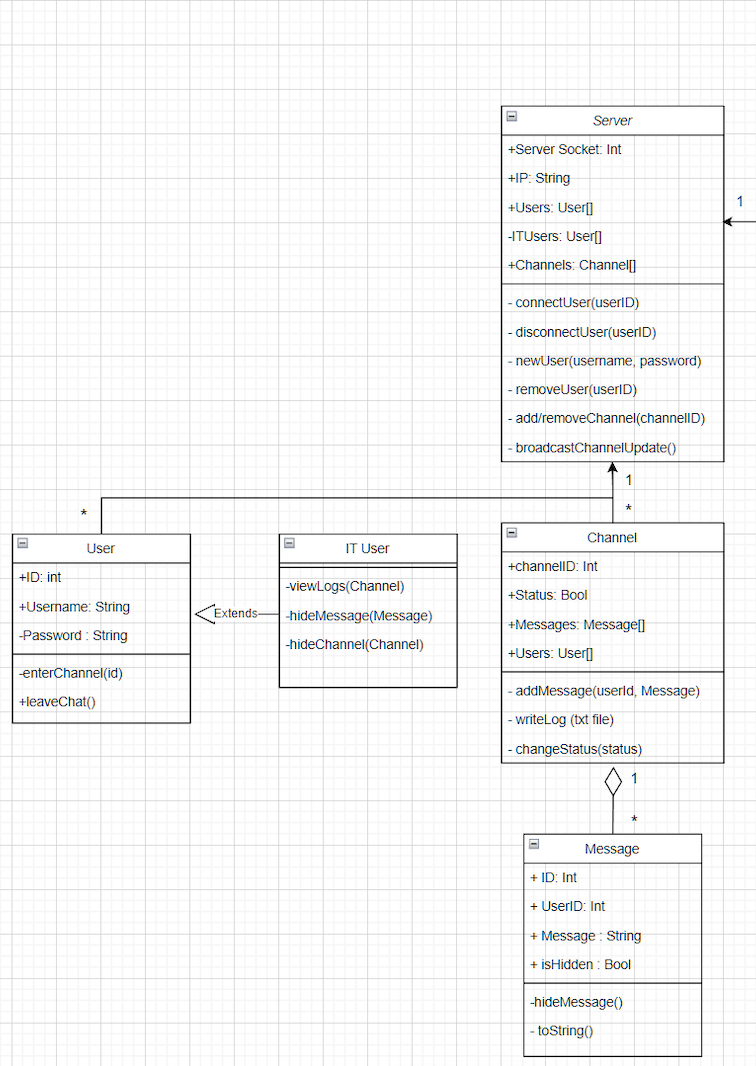 Server
+Server Socket: Int
+IP: String
+Users: User[]
-ITUsers: User[]
+Channels: Channel[]
- connectUser(userID)
- disconnectUser(userID)
- newUser(username, password)
- removeUser(userID)
- add/removeChannel(channelID)
- broadcastChannelUpdate()
1
1
*
*
User
+ID: int
+Username: String
-Password : String
-enterChannel(id)
+leaveChat()
Extends
IT User
-viewLogs(Channel)
-hideMessage(Message)
-hideChannel(Channel)
Channel
+channelID: Int
+Status: Bool
+Messages: Message[]
+Users: User[]
- addMessage(userId, Message)
- writeLog (txt file)
- changeStatus(status)
1
*
Message
+ ID: Int
+ UserID: Int
+ Message : String
+ isHidden : Bool
-hideMessage()
- toString()